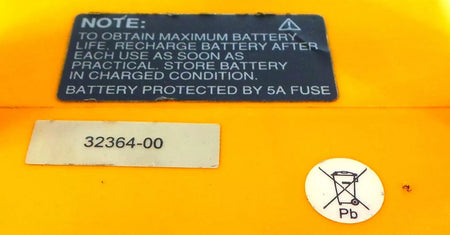 NOTE:
TO OBTAIN MAXIMUM BATTERY
LIFE, RECHARGE BATTERY AFTER
EACH USE AS SOON AS
PRACTICAL. STORE BATTERY
IN CHARGED CONDITION.
BATTERY PROTECTED BY 5A FUSE
32364-00
Pb